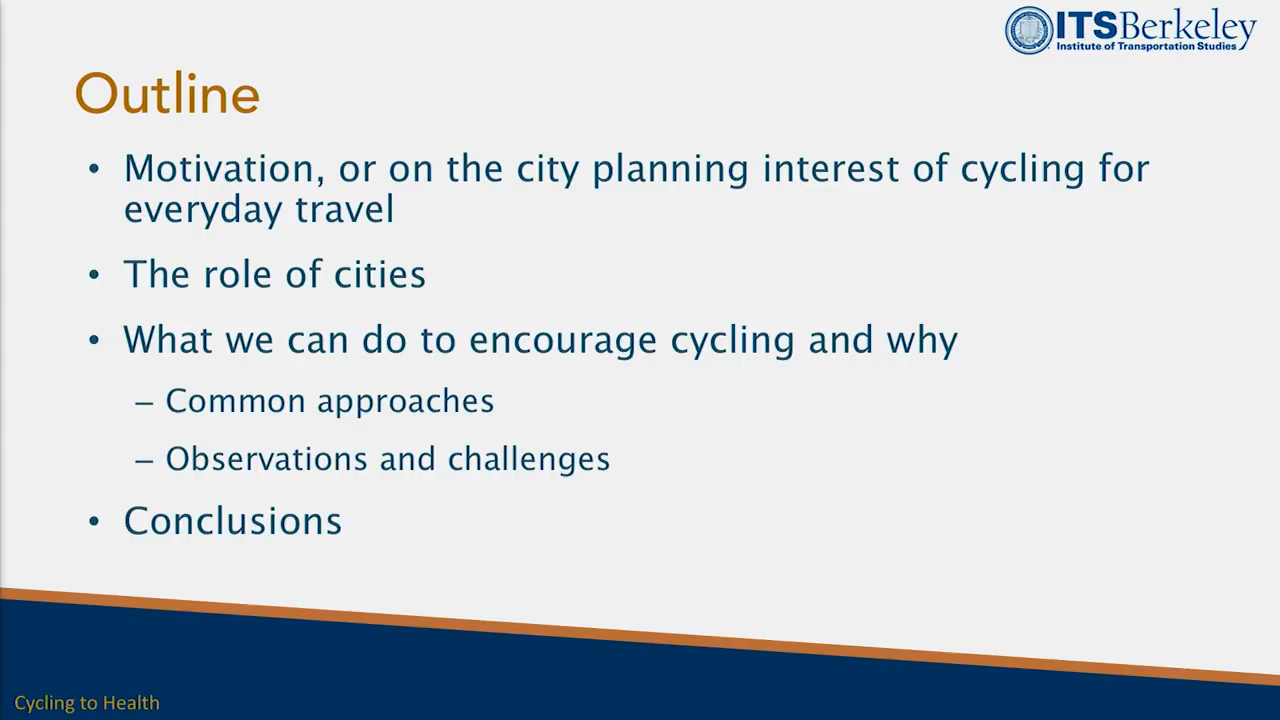 ITSBerkeley
Institute of Transportation Studies
Outline
• Motivation, or on the city planning interest of cycling for
everyday travel
• The role of cities
• What we can do to encourage cycling and why
– Common approaches
– Observations and challenges
• Conclusions
Cycling to Health